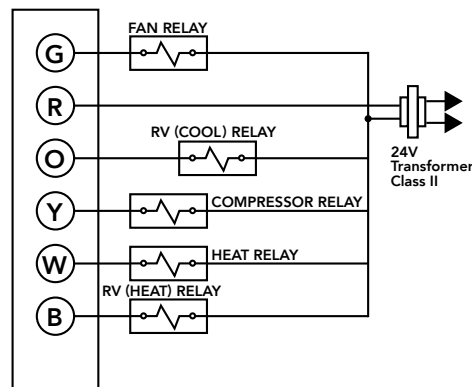 FAN RELAY
G
R
RV (COOL) RELAY
O
24V
Transformer
Class II
Y
COMPRESSOR RELAY
W
HEAT RELAY
RV (HEAT) RELAY
B